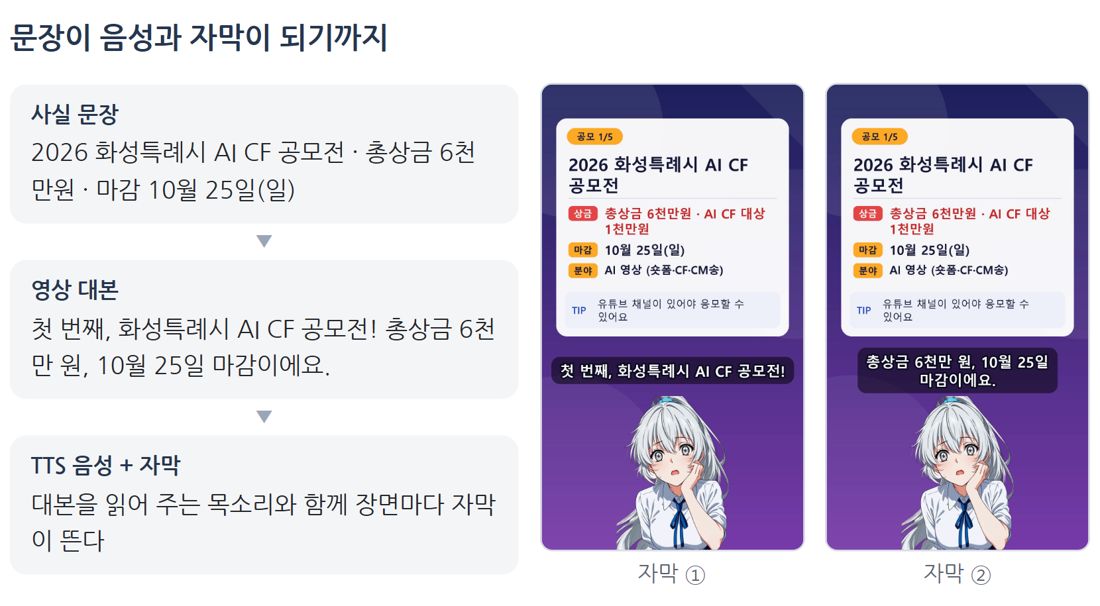 문장이 음성과 자막이 되기까지
사실 문장
2026 화성특례시 AI CF 공모전 · 총상금 6천
만원 · 마감 10월 25일(일)
▼
영상 대본
첫 번째, 화성특례시 AI CF 공모전! 총상금 6천
만 원, 10월 25일 마감이에요.
▼
TTS 음성 + 자막
대본을 읽어 주는 목소리와 함께 장면마다 자막
이 뜬다
공모 1/5
2026 화성특례시 AI CF
공모전
상금 총상금 6천만원 · AI CF 대상
1천만원
마감 10월 25일(일)
분야 AI 영상 (숏폼·CF·CM송)
TIP 유튜브 채널이 있어야 응모할 수
있어요
첫 번째, 화성특례시 AI CF 공모전!
자막 ①
공모 1/5
2026 화성특례시 AI CF
공모전
상금 총상금 6천만원 · AI CF 대상
1천만원
마감 10월 25일(일)
분야 AI 영상 (숏폼·CF·CM송)
TIP 유튜브 채널이 있어야 응모할 수
있어요
총상금 6천만 원, 10월 25일
마감이에요.
자막 ②